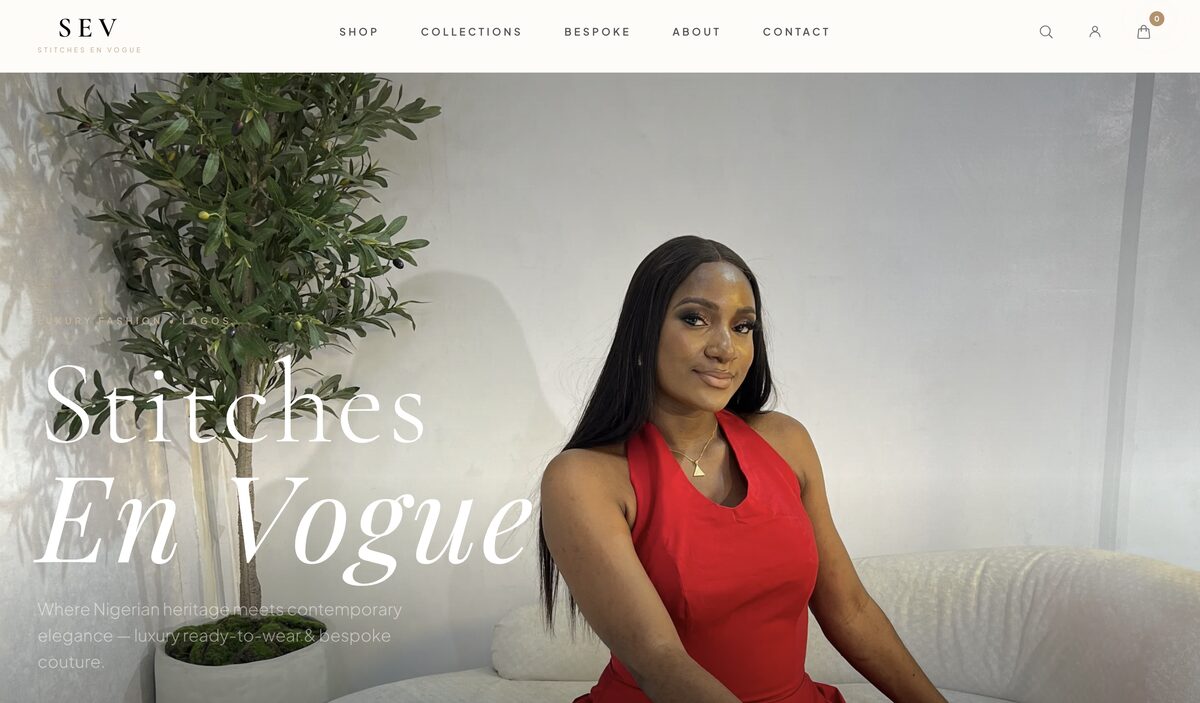 SEV
STITCHES EN VOGUE
SHOP COLLECTIONS BESPOKE ABOUT CONTACT
0
LUXURY FASHION • LAGOS
Stitches
En Vogue
Where Nigerian heritage meets contemporary
elegance — luxury ready-to-wear & bespoke
couture.